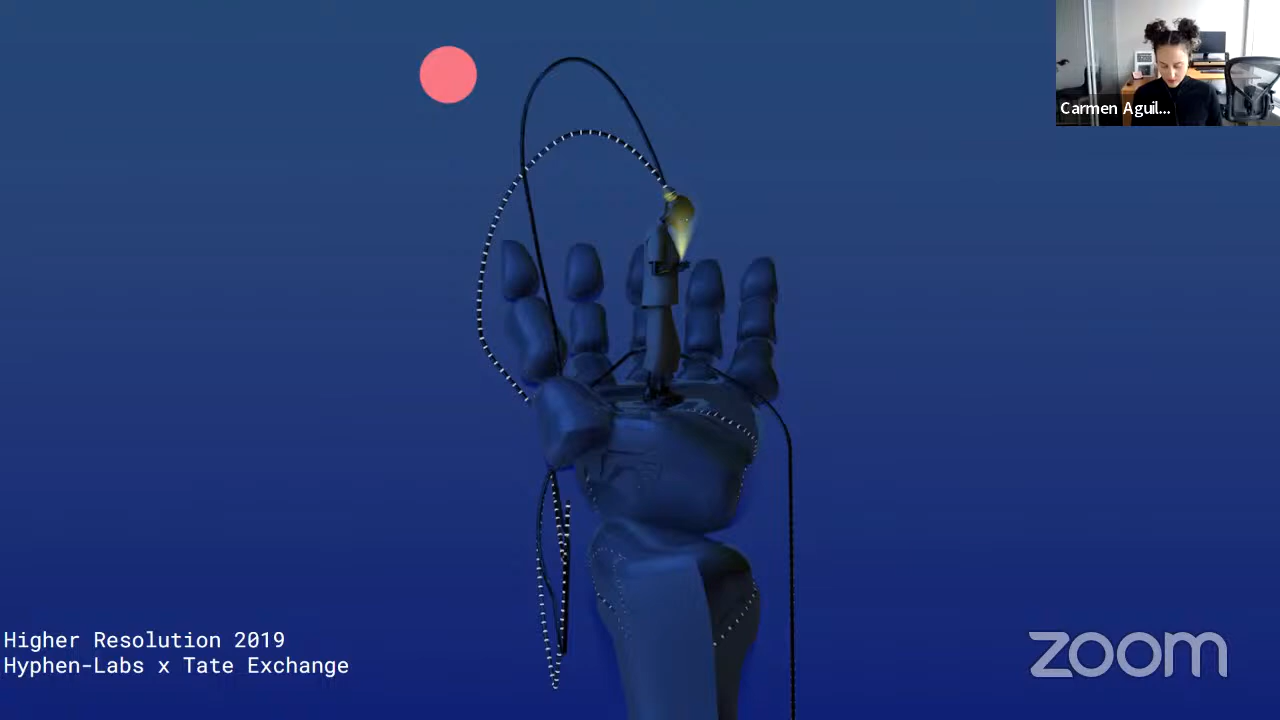 Carmen Aguil...
Higher Resolution 2019
Hyphen-Labs x Tate Exchange
zoom